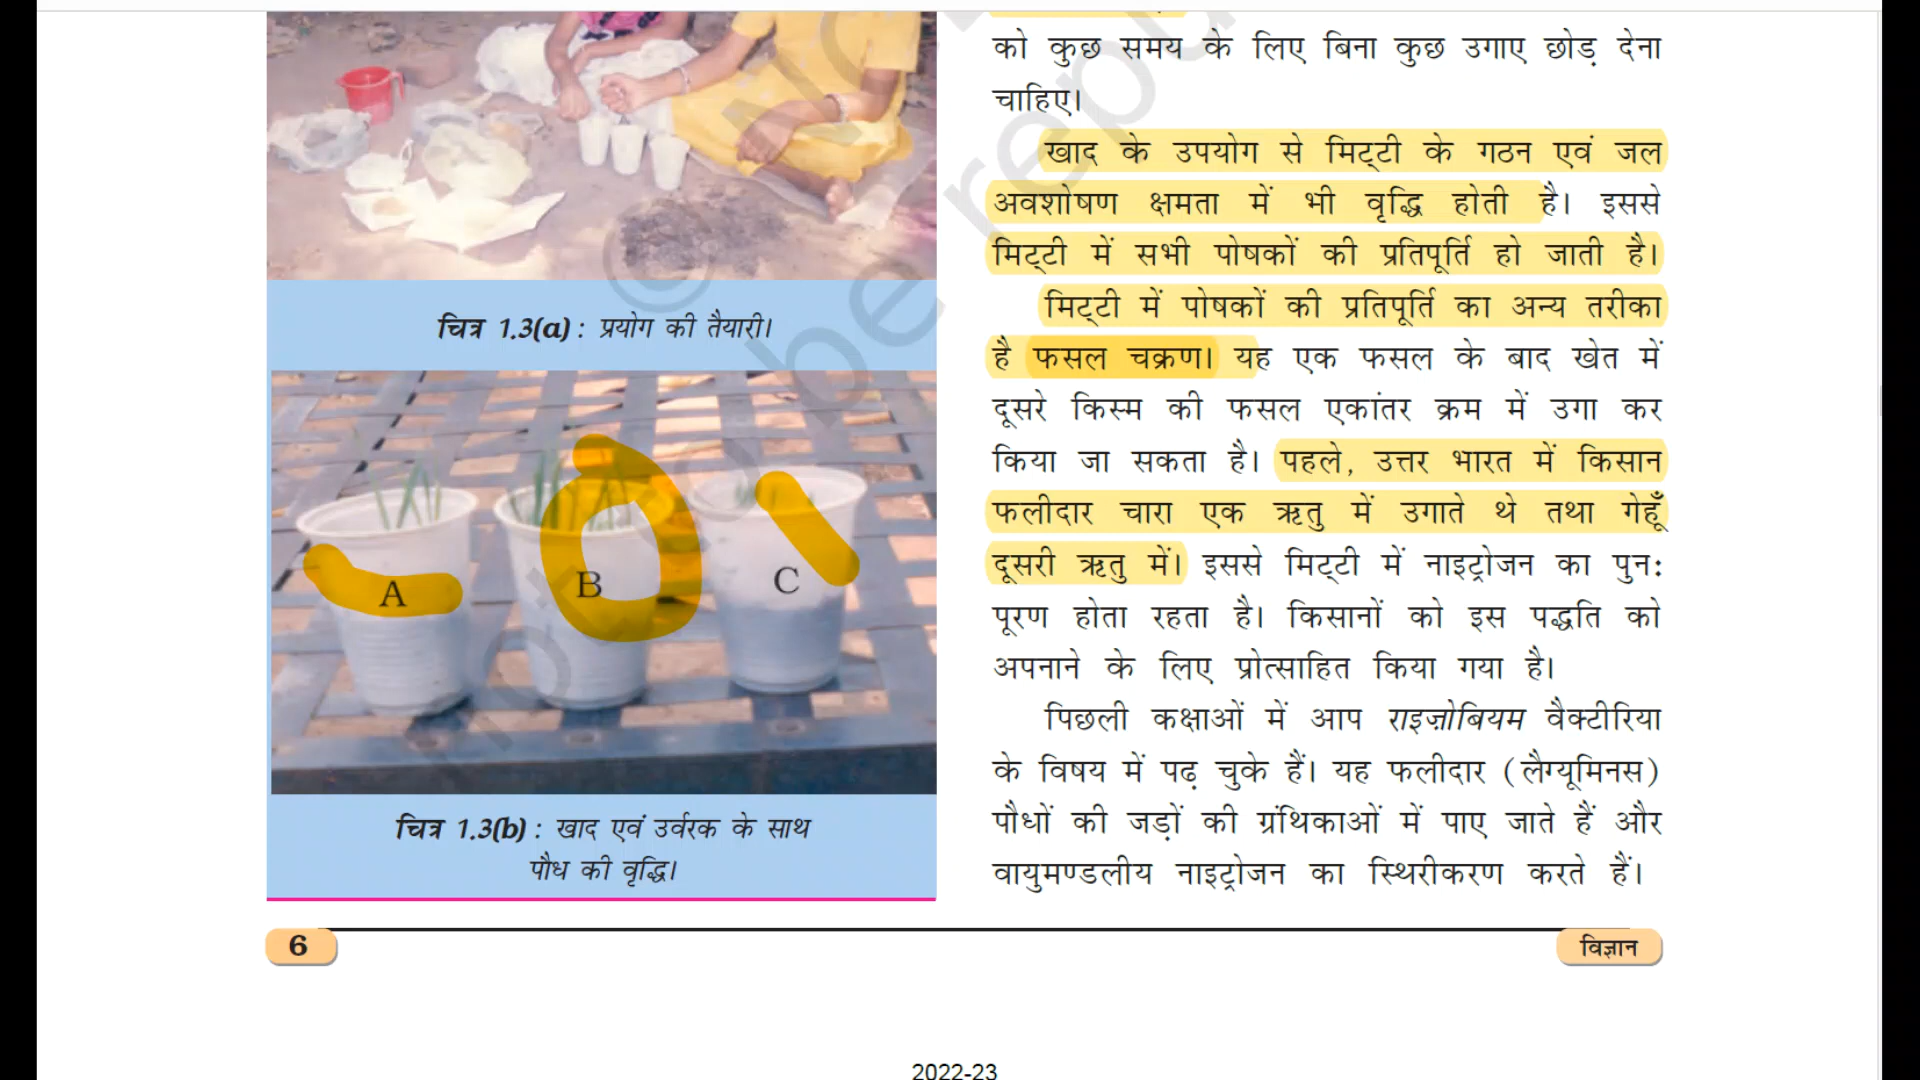 चित्र 1.3(a) : प्रयोग की तैयारी।
A
B
C
चित्र 1.3(b) : खाद एवं उर्वरक के साथ
पौध की वृद्धि।
को कुछ समय के लिए बिना कुछ उगाए छोड़ देना
चाहिए।
खाद के उपयोग से मिट्टी के गठन एवं जल
अवशोषण क्षमता में भी वृद्धि होती है। इससे
मिट्टी में सभी पोषकों की प्रतिपूर्ति हो जाती है।
मिट्टी में पोषकों की प्रतिपूर्ति का अन्य तरीका
है फसल चक्रण। यह एक फसल के बाद खेत में
दूसरे किस्म की फसल एकांतर क्रम में उगा कर
किया जा सकता है। पहले, उत्तर भारत में किसान
फलीदार चारा एक ऋतु में उगाते थे तथा गेहूँ
दूसरी ऋतु में। इससे मिट्टी में नाइट्रोजन का पुनः
पूरण होता रहता है। किसानों को इस पद्धति को
अपनाने के लिए प्रोत्साहित किया गया है।
पिछली कक्षाओं में आप राइज़ोबियम वैक्टीरिया
के विषय में पढ़ चुके हैं। यह फलीदार (लैग्यूमिनस)
पौधों की जड़ों की ग्रंथिकाओं में पाए जाते हैं और
वायुमण्डलीय नाइट्रोजन का स्थिरीकरण करते हैं।
6
विज्ञान
2022-23